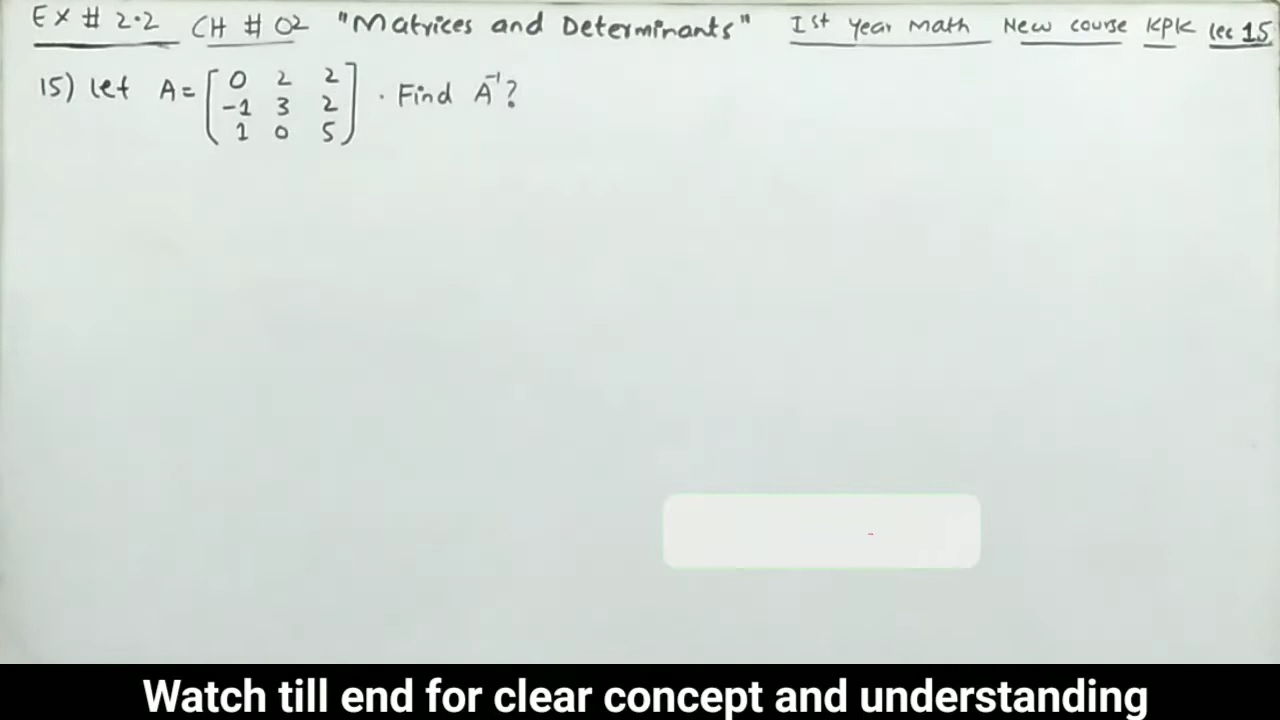 EX # 2.2 CH # 02 "Matrices and Determinants" Ist Year Math New course KPK lec 15
15) Let A = [0 2 2
-1 3 2
1 0 5] . Find A⁻¹?
Watch till end for clear concept and understanding